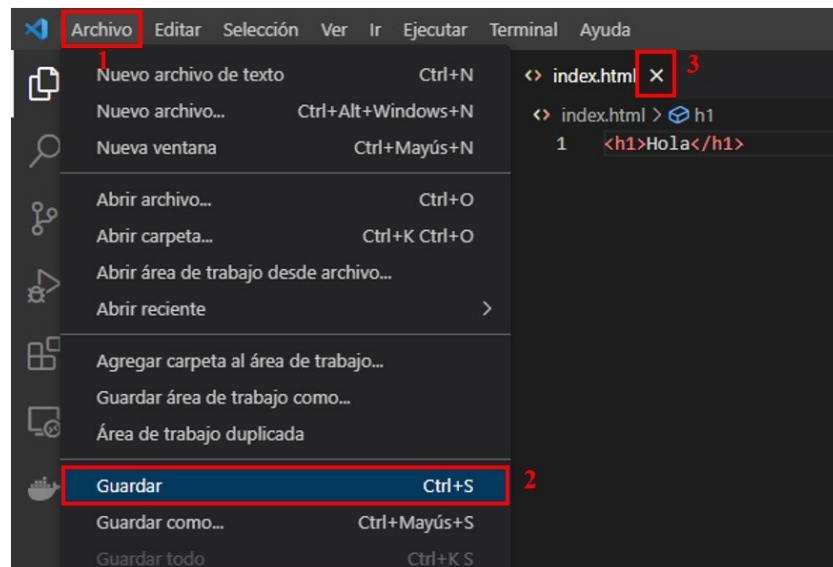 Archivo Editar Selección Ver Ir Ejecutar Terminal Ayuda
1
3
Nuevo archivo de texto Ctrl+N
index.html
Nuevo archivo... Ctrl+Alt+Windows+N
index.html > h1
Nueva ventana Ctrl+Mayús+N
1 <h1>Hola</h1>
Abrir archivo... Ctrl+O
Abrir carpeta... Ctrl+K Ctrl+O
Abrir área de trabajo desde archivo...
Abrir reciente
Agregar carpeta al área de trabajo...
Guardar área de trabajo como...
Área de trabajo duplicada
Guardar Ctrl+S
2
Guardar como... Ctrl+Mayús+S
Guardar todo Ctrl+K S